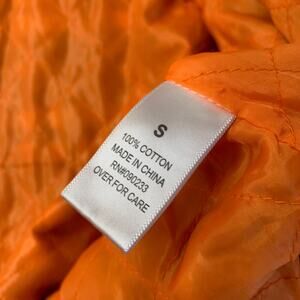 S
100% COTTON
MADE IN CHINA
RN#090233
OVER FOR CARE